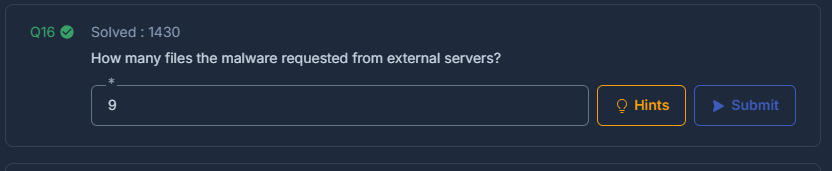 Q16 Solved : 1430
How many files the malware requested from external servers?
*
9 Hints Submit